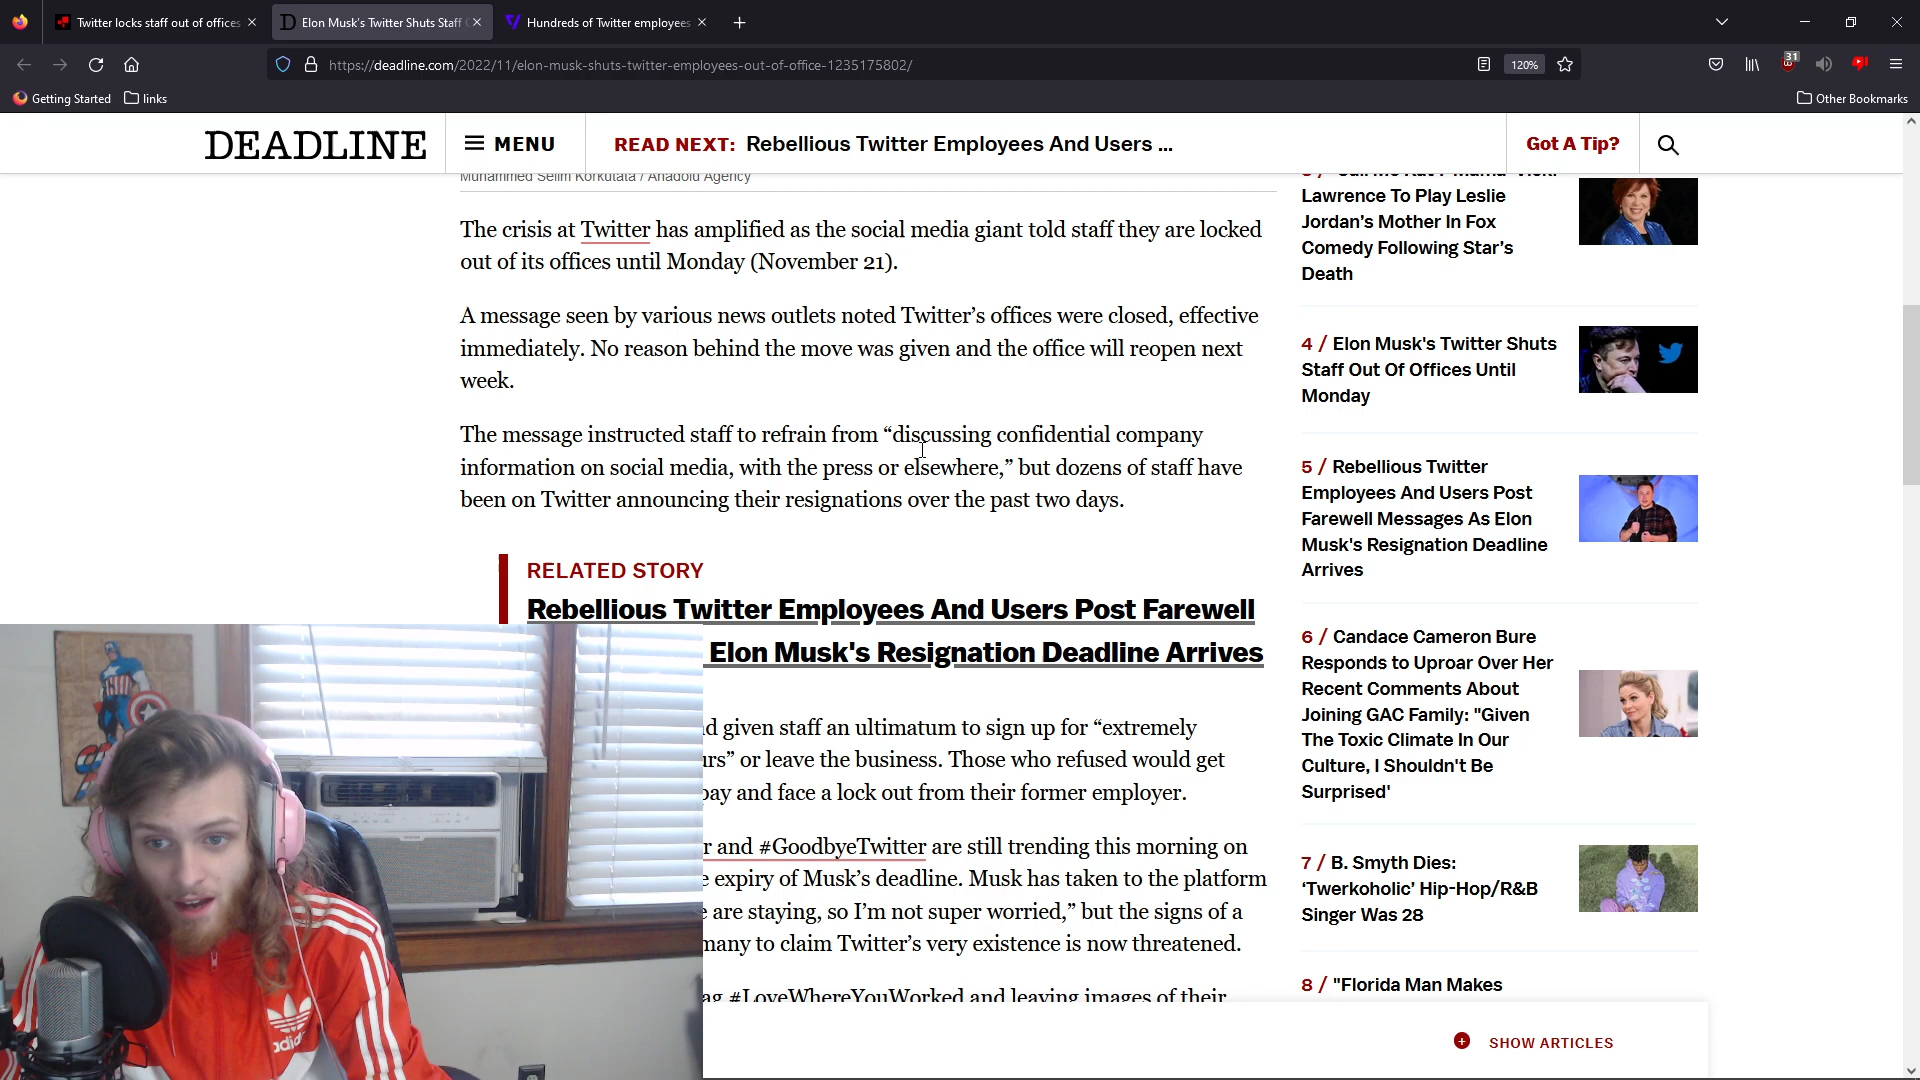 Twitter locks staff out of offices
Elon Musk's Twitter Shuts Staff
Hundreds of Twitter employees
https://deadline.com/2022/11/elon-musk-shuts-twitter-employees-out-of-office-1235175802/
120%
31
Getting Started
links
Other Bookmarks
DEADLINE
MENU
READ NEXT: Rebellious Twitter Employees And Users ...
Got A Tip?
Muhammed Selim Korkutata / Anadolu Agency
The crisis at Twitter has amplified as the social media giant told staff they are locked
out of its offices until Monday (November 21).
A message seen by various news outlets noted Twitter’s offices were closed, effective
immediately. No reason behind the move was given and the office will reopen next
week.
The message instructed staff to refrain from “discussing confidential company
information on social media, with the press or elsewhere,” but dozens of staff have
been on Twitter announcing their resignations over the past two days.
RELATED STORY
Rebellious Twitter Employees And Users Post Farewell
Elon Musk's Resignation Deadline Arrives
given staff an ultimatum to sign up for “extremely
” or leave the business. Those who refused would get
pay and face a lock out from their former employer.
and #GoodbyeTwitter are still trending this morning on
expiry of Musk’s deadline. Musk has taken to the platform
are staying, so I’m not super worried,” but the signs of a
many to claim Twitter’s very existence is now threatened.
#LoveWhereYouWorked and leaving images of their
Lawrence To Play Leslie
Jordan’s Mother In Fox
Comedy Following Star’s
Death
4 / Elon Musk's Twitter Shuts
Staff Out Of Offices Until
Monday
5 / Rebellious Twitter
Employees And Users Post
Farewell Messages As Elon
Musk's Resignation Deadline
Arrives
6 / Candace Cameron Bure
Responds to Uproar Over Her
Recent Comments About
Joining GAC Family: "Given
The Toxic Climate In Our
Culture, I Shouldn't Be
Surprised'
7 / B. Smyth Dies:
‘Twerkoholic’ Hip-Hop/R&B
Singer Was 28
8 / "Florida Man Makes
SHOW ARTICLES
adidas